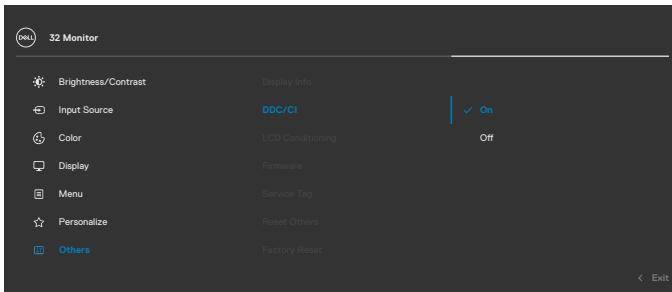 DELL 32 Monitor
Brightness/Contrast Display Info
Input Source DDC/CI On
Color LCD Conditioning Off
Display Firmware
Menu Service Tag
Personalize Reset Others
Others Factory Reset
Exit